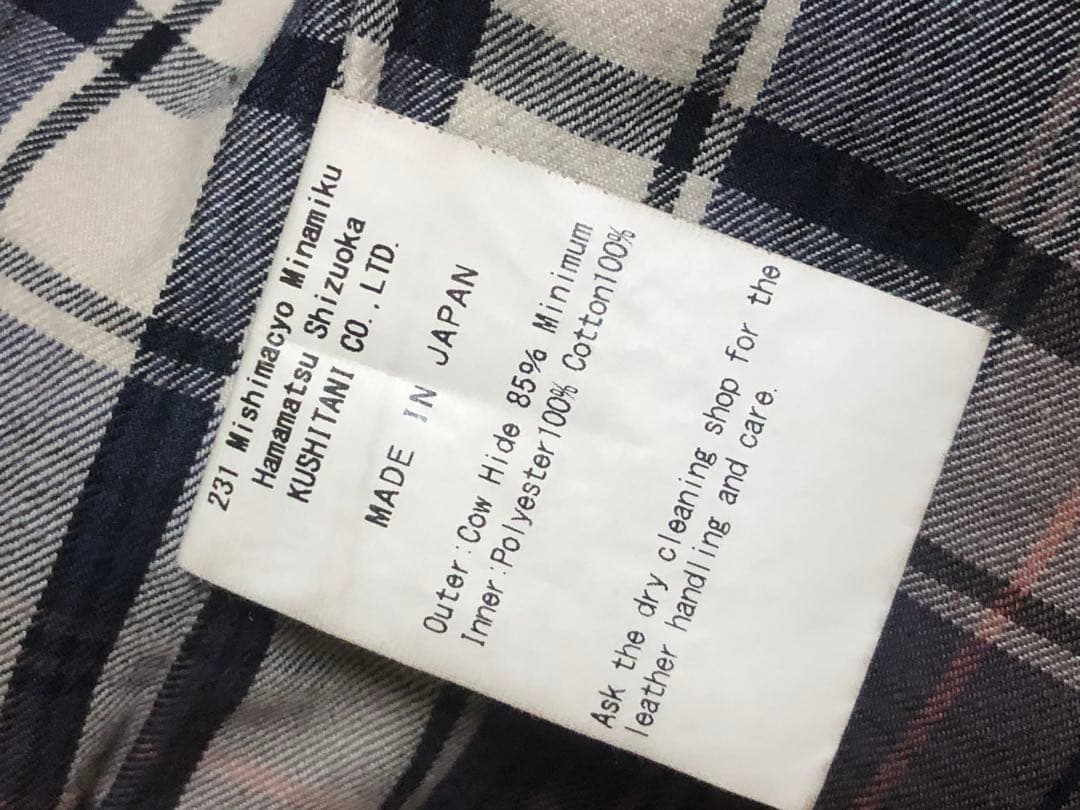 231 Mishimacyo Minamiku
Hamamatsu Shizuoka
KUSHITANI CO.,LTD.
MADE IN JAPAN
Outer:Cow Hide 85% Minimum
Inner:Polyester100% Cotton100%
Ask the dry cleaning shop for the
leather handling and care.